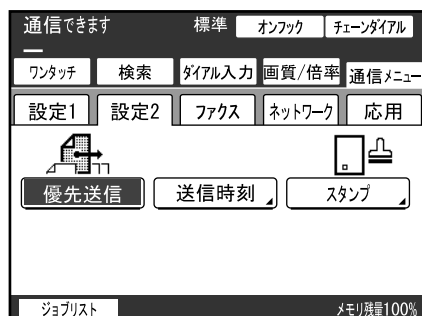 通信できます 標準 オンフック チェーンダイアル
ワンタッチ 検索 ダイアル入力 画質/倍率 通信メニュー
設定1 設定2 ファクス ネットワーク 応用
優先送信 送信時刻 スタンプ
ジョブリスト メモリ残量100%